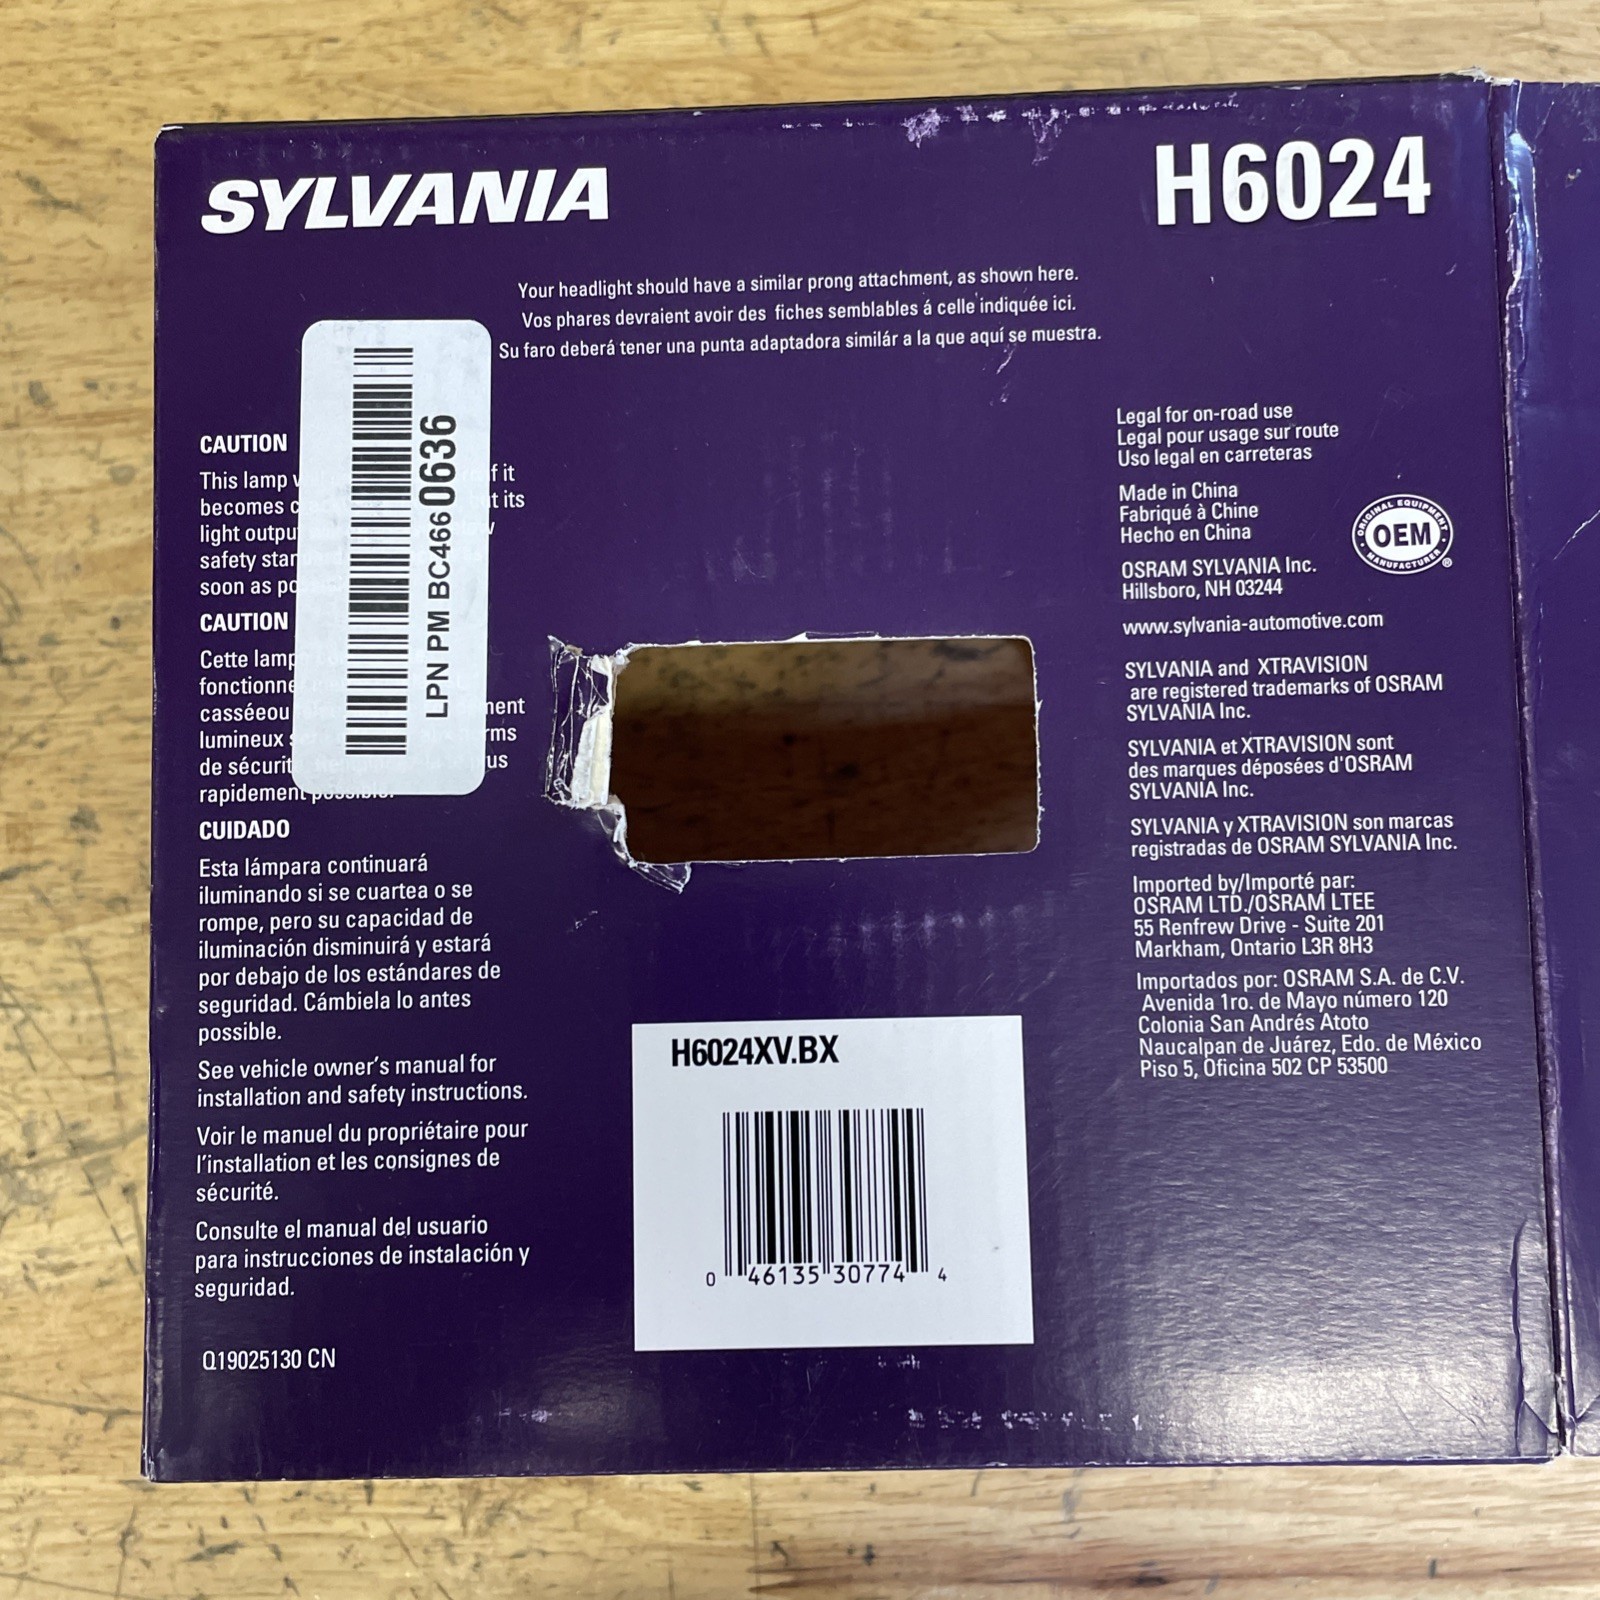 SYLVANIA
H6024
Your headlight should have a similar prong attachment, as shown here.
Vos phares devraient avoir des fiches semblables á celle indiquée ici.
Su faro deberá tener una punta adaptadora similár a la que aquí se muestra.
LPN PM BC4660636
CAUTION
This lamp
f it
becomes
its
light
safety
soon as
CAUTION
Cette
casséeou
lumineux
de
rapidement possible.
CUIDADO
Esta lámpara continuará
iluminando si se cuartea o se
rompe, pero su capacidad de
iluminación disminuirá y estará
por debajo de los estándares de
seguridad. Cámbiela lo antes
possible.
See vehicle owner's manual for
installation and safety instructions.
Voir le manuel du propriétaire pour
l'installation et les consignes de
sécurité.
Consulte el manual del usuario
para instrucciones de instalación y
seguridad.
Q19025130 CN
H6024XV.BX
0 46135 30774 4
Legal for on-road use
Legal pour usage sur route
Uso legal en carreteras
Made in China
Fabriqué à Chine
Hecho en China
ORIGINAL EQUIPMENT
OEM
MANUFACTURER
®
OSRAM SYLVANIA Inc.
Hillsboro, NH 03244
www.sylvania-automotive.com
SYLVANIA and XTRAVISION
are registered trademarks of OSRAM
SYLVANIA Inc.
SYLVANIA et XTRAVISION sont
des marques déposées d'OSRAM
SYLVANIA Inc.
SYLVANIA y XTRAVISION son marcas
registradas de OSRAM SYLVANIA Inc.
Imported by/Importé par:
OSRAM LTD./OSRAM LTEE
55 Renfrew Drive - Suite 201
Markham, Ontario L3R 8H3
Importados por: OSRAM S.A. de C.V.
Avenida 1ro. de Mayo número 120
Colonia San Andrés Atoto
Naucalpan de Juárez, Edo. de México
Piso 5, Oficina 502 CP 53500